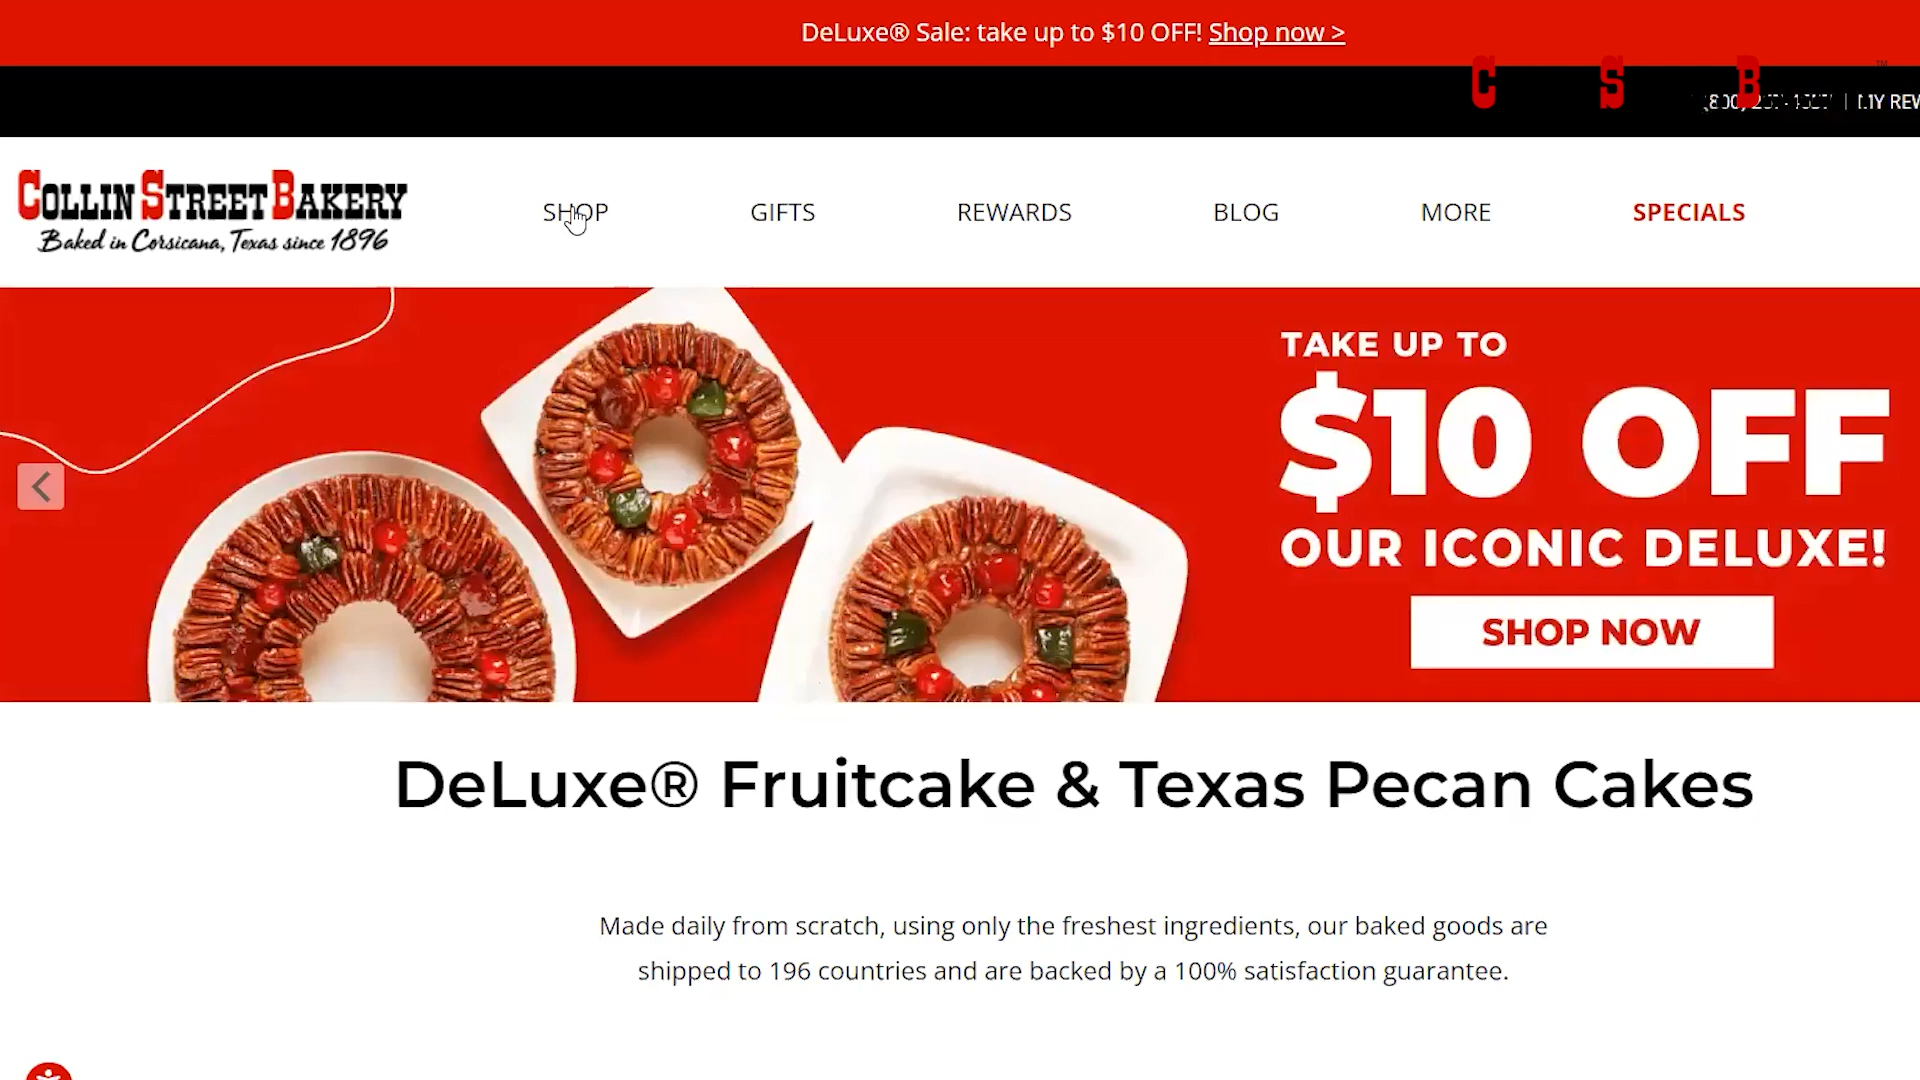 DeLuxe® Sale: take up to $10 OFF! Shop now >
C S B ™
MY REW
COLLIN STREET BAKERY
Baked in Corsicana, Texas since 1896
SHOP
GIFTS
REWARDS
BLOG
MORE
SPECIALS
TAKE UP TO
$10 OFF
OUR ICONIC DELUXE!
SHOP NOW
DeLuxe® Fruitcake & Texas Pecan Cakes
Made daily from scratch, using only the freshest ingredients, our baked goods are
shipped to 196 countries and are backed by a 100% satisfaction guarantee.